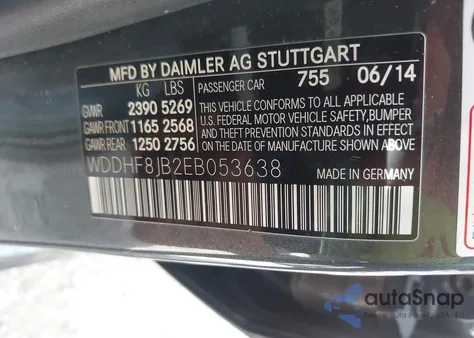 MFD BY DAIMLER AG STUTTGART
KG LBS PASSENGER CAR 755 06/14
GVWR 2390 5269 THIS VEHICLE CONFORMS TO ALL
GAWR FRONT 1165 2568 APPLICABLE U.S. FEDERAL MOTOR VEHICLE SAFETY, BUMPER
GAWR REAR 1250 2756 AND THEFT PREVENTION STANDARDS IN EFFECT
ON THE DATE OF MANUFACTURE SHOWN ABOVE
WDDHF8JB2EB053638 MADE IN GERMANY
autoSnap